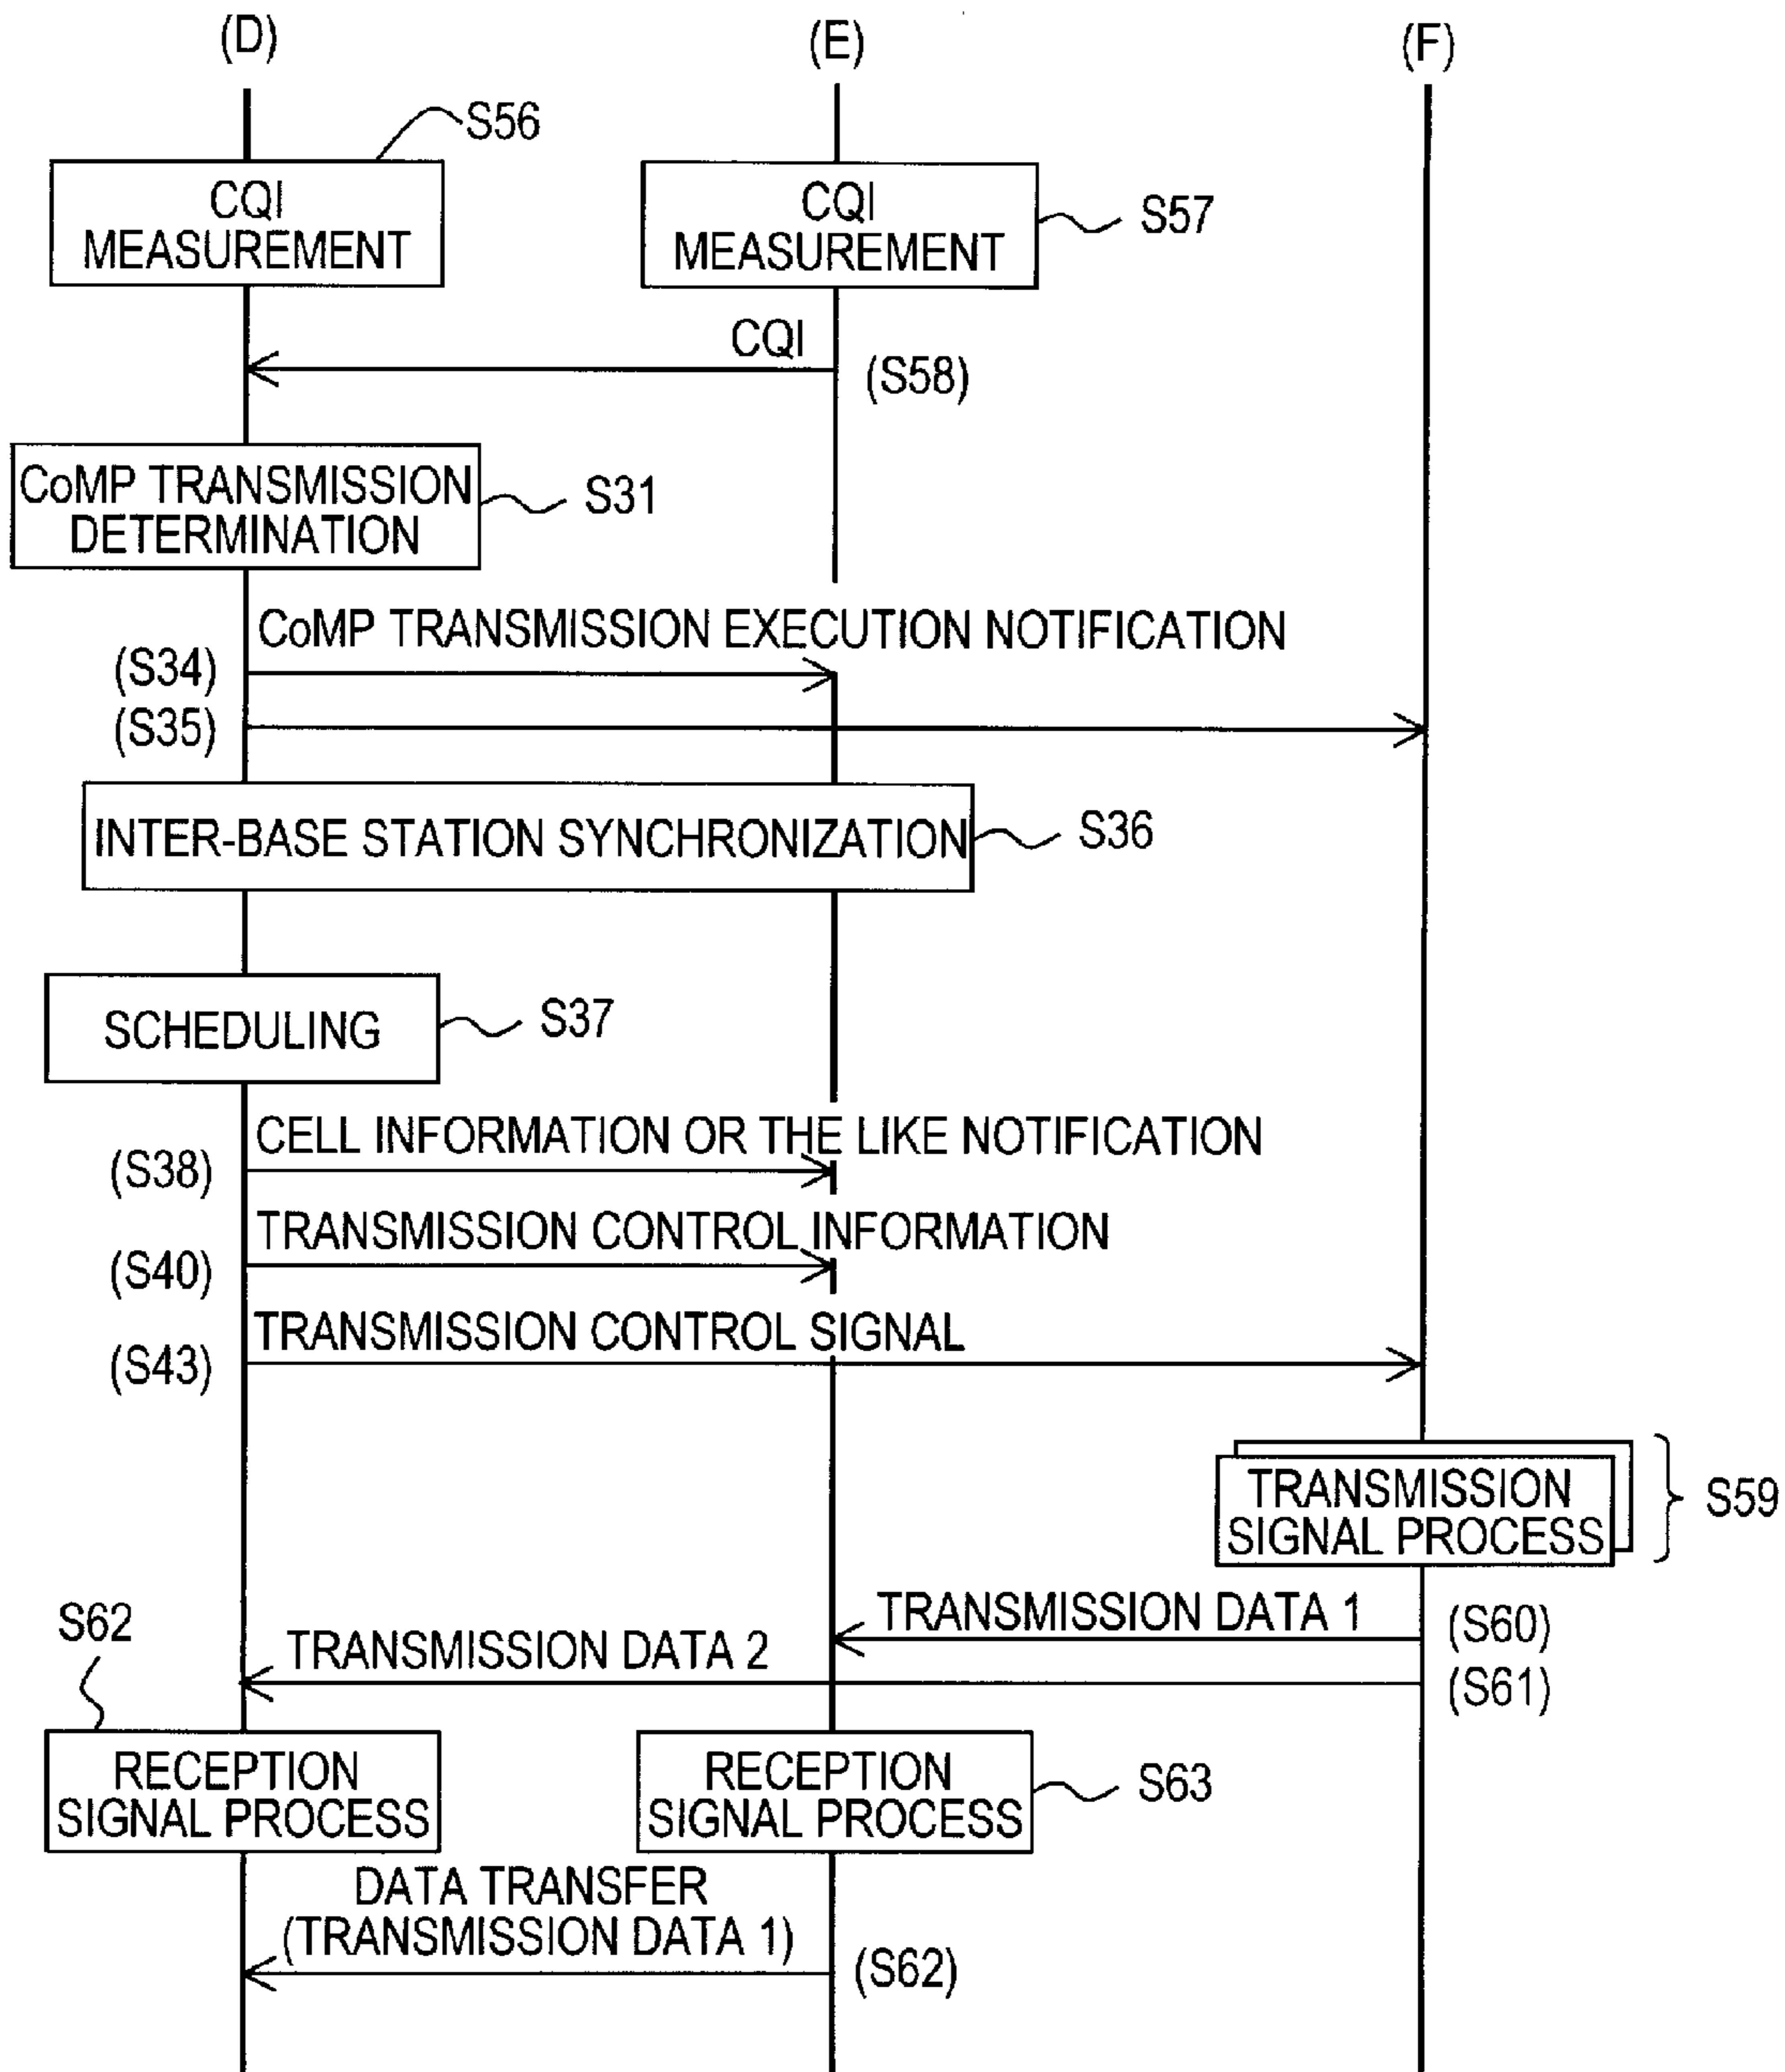 (D)
(E)
(F)
S56
CQI
MEASUREMENT
CQI
MEASUREMENT
S57
CQI
(S58)
CoMP TRANSMISSION
DETERMINATION
S31
CoMP TRANSMISSION EXECUTION NOTIFICATION
(S34)
(S35)
INTER-BASE STATION SYNCHRONIZATION
S36
SCHEDULING
S37
CELL INFORMATION OR THE LIKE NOTIFICATION
(S38)
TRANSMISSION CONTROL INFORMATION
(S40)
TRANSMISSION CONTROL SIGNAL
(S43)
TRANSMISSION
SIGNAL PROCESS
S59
TRANSMISSION DATA 1
(S60)
S62
TRANSMISSION DATA 2
(S61)
RECEPTION
SIGNAL PROCESS
RECEPTION
SIGNAL PROCESS
S63
DATA TRANSFER
(TRANSMISSION DATA 1)
(S62)